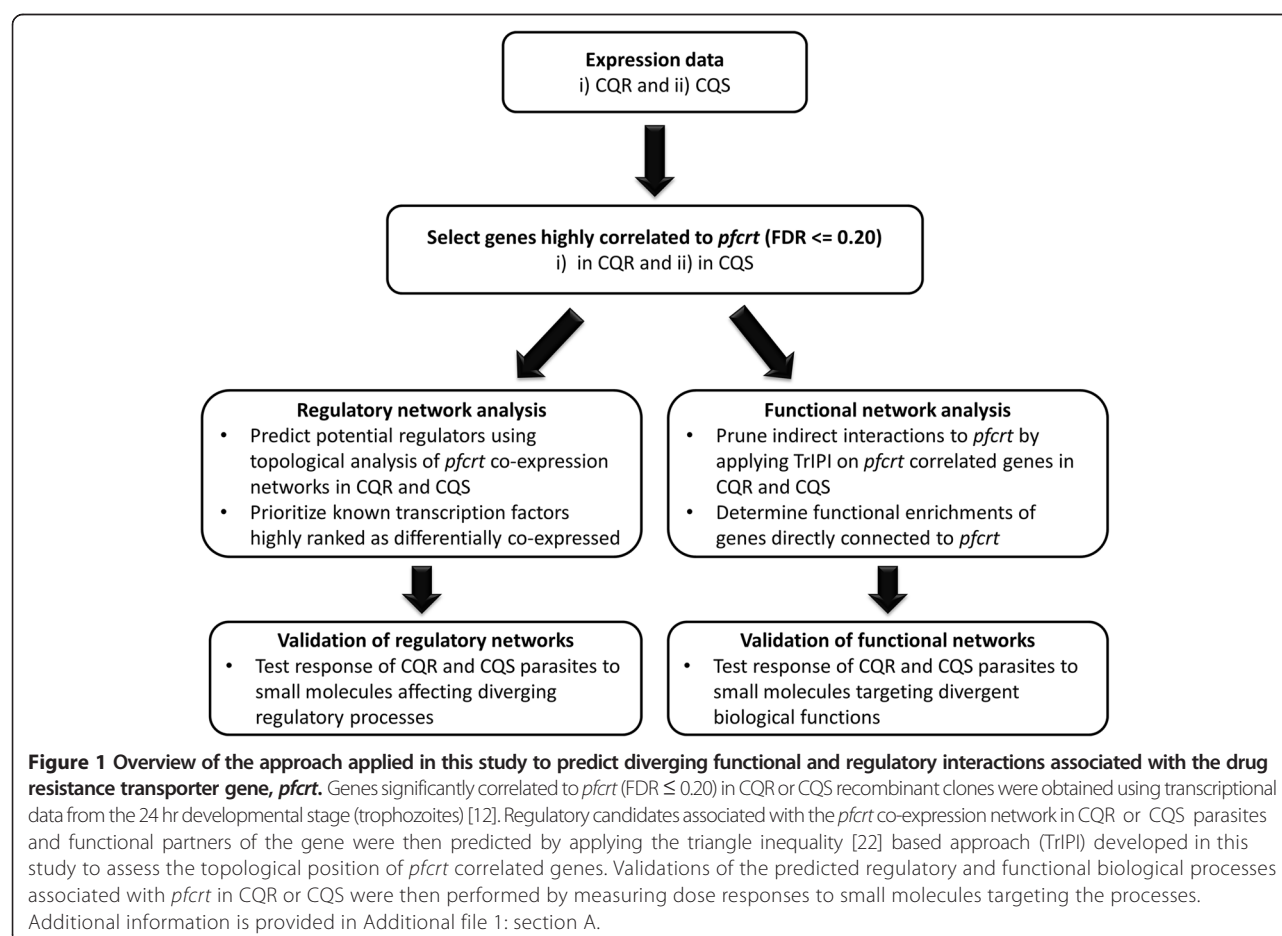 Expression data
i) CQR and ii) CQS
Select genes highly correlated to pfcrt (FDR <= 0.20)
i) in CQR and ii) in CQS
Regulatory network analysis
• Predict potential regulators using
topological analysis of pfcrt co-expression
networks in CQR and CQS
• Prioritize known transcription factors
highly ranked as differentially co-expressed
Functional network analysis
• Prune indirect interactions to pfcrt by
applying TrIPI on pfcrt correlated genes in
CQR and CQS
• Determine functional enrichments of
genes directly connected to pfcrt
Validation of regulatory networks
• Test response of CQR and CQS parasites to
small molecules affecting diverging
regulatory processes
Validation of functional networks
• Test response of CQR and CQS parasites to
small molecules targeting divergent
biological functions
Figure 1 Overview of the approach applied in this study to predict diverging functional and regulatory interactions associated with the drug
resistance transporter gene, pfcrt. Genes significantly correlated to pfcrt (FDR ≤ 0.20) in CQR or CQS recombinant clones were obtained using transcriptional
data from the 24 hr developmental stage (trophozoites) [12]. Regulatory candidates associated with the pfcrt co-expression network in CQR or CQS parasites
and functional partners of the gene were then predicted by applying the triangle inequality [22] based approach (TrIPI) developed in this
study to assess the topological position of pfcrt correlated genes. Validations of the predicted regulatory and functional biological processes
associated with pfcrt in CQR or CQS were then performed by measuring dose responses to small molecules targeting the processes.
Additional information is provided in Additional file 1: section A.